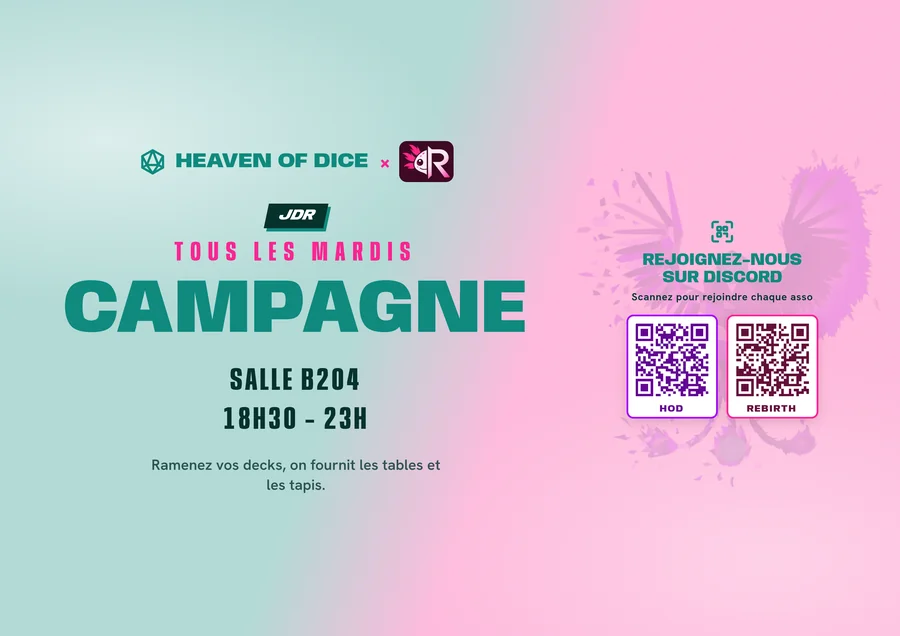 HEAVEN OF DICE × R
JDR
TOUS LES MARDIS
CAMPAGNE
SALLE B204
18H30 - 23H
Ramenez vos decks, on fournit les tables et
les tapis.
REJOIGNEZ-NOUS
SUR DISCORD
Scannez pour rejoindre chaque asso
HOD
REBIRTH